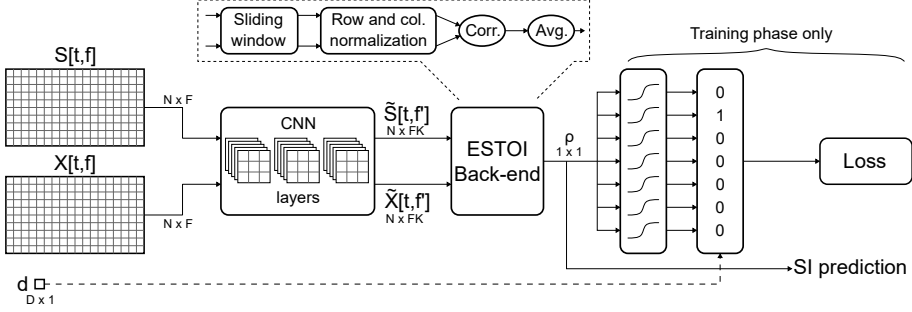 Sliding
window
Row and col.
normalization
Corr.
Avg.
Training phase only
S[t,f]
N x F
X[t,f]
N x F
CNN
layers
S̃[t,f']
N x FK
X̃[t,f']
N x FK
ESTOI
Back-end
ρ
1 x 1
0
1
0
0
0
0
0
Loss
SI prediction
d
D x 1